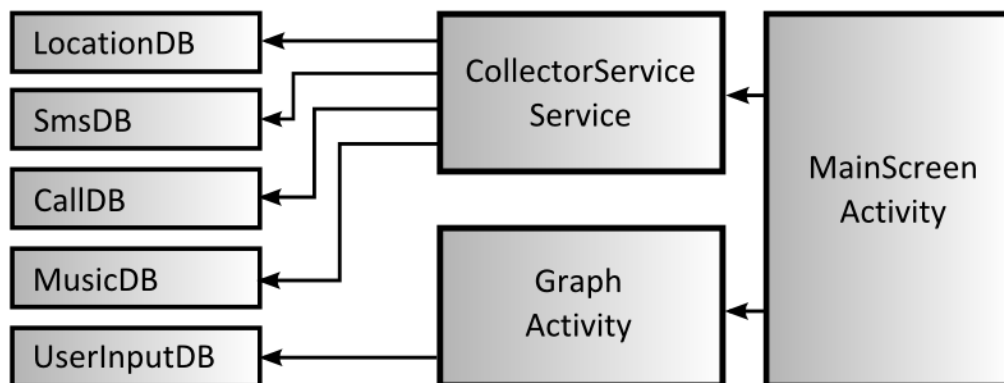 LocationDB
SmsDB
CallDB
MusicDB
UserInputDB
CollectorService
Service
Graph
Activity
MainScreen
Activity